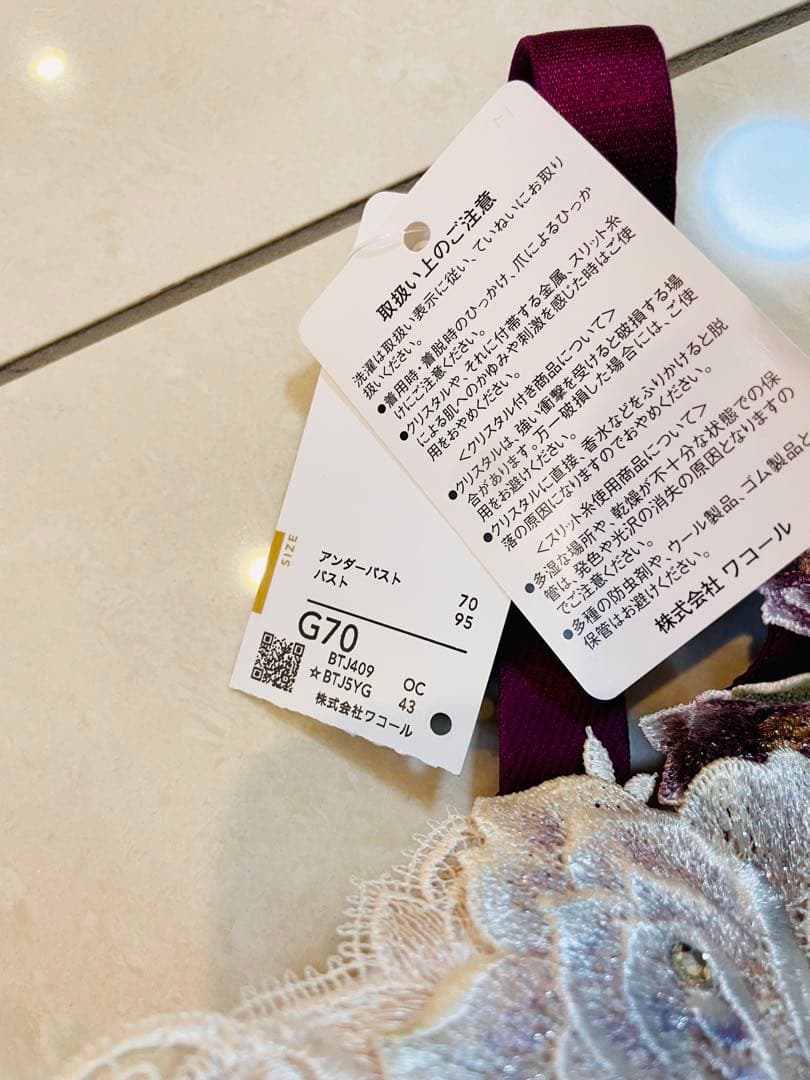 取扱い上のご注意
洗濯は取扱い表示に従い、ていねいにお取り
扱いください。
●着用時・着脱時のひっかけ、爪によるひっか
けにご注意ください。
●クリスタルや、それに付帯する金属、スリット糸
による肌へのかゆみや刺激を感じた時はご使
用をおやめください。
＜クリスタル付き商品について＞
●クリスタルは、強い衝撃を受けると破損する場
合があります。万一破損した場合には、ご使
用をお避けください。
●クリスタルに直接、香水などをふりかけると脱
落の原因になりますのでおやめください。
＜スリット糸使用商品について＞
●多湿な場所や、乾燥が不十分な状態での保
管は、発色や光沢の消失の原因となりますの
でご注意ください。
●多種の防虫剤や、ウール製品、ゴム製品と
保管はお避けください。
株式会社 ワコール
SIZE
アンダーバスト 70
バスト 95
G70
BTJ409 OC
☆BTJ5YG 43
株式会社ワコール